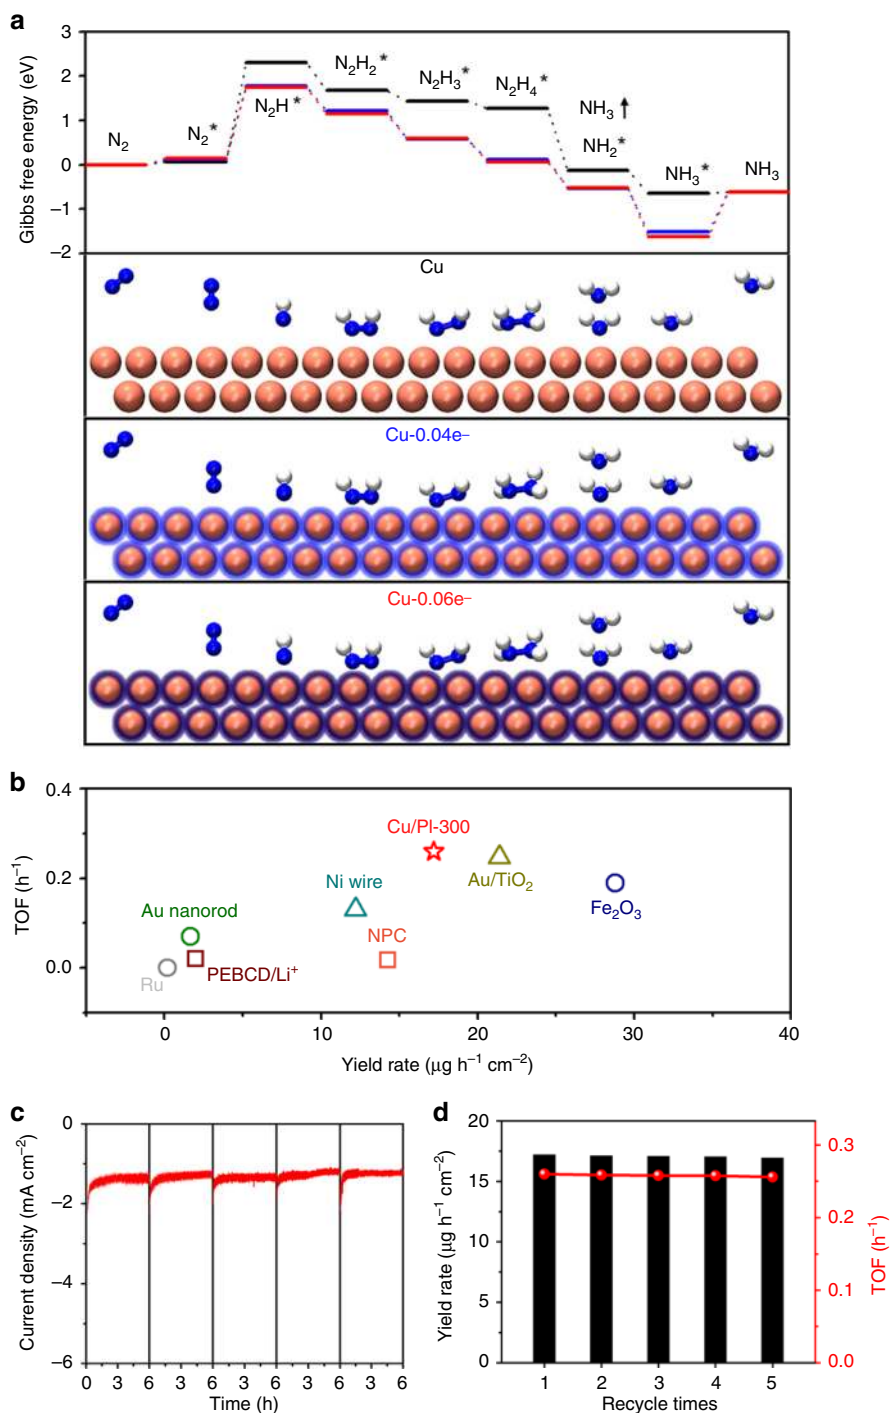 a
3
2
1
0
–1
–2
Gibbs free energy (eV)
N₂
N₂*
N₂H*
N₂H₂*
N₂H₃*
N₂H₄*
NH₃
NH₂*
NH₃*
NH₃
Cu
Cu-0.04e⁻
Cu-0.06e⁻
b
0.4
0.2
0.0
TOF (h⁻¹)
Cu/PI-300
Ni wire
Au/TiO₂
Au nanorod
NPC
Fe₂O₃
Ru
PEBCD/Li⁺
0 10 20 30 40
Yield rate (μg h⁻¹ cm⁻²)
c
0
–2
–4
–6
Current density (mA cm⁻²)
0 3 6 3 6 3 6 3 6 3 6
Time (h)
d
20
15
10
5
0
Yield rate (μg h⁻¹ cm⁻²)
0.3
0.2
0.1
0.0
TOF (h⁻¹)
1 2 3 4 5
Recycle times